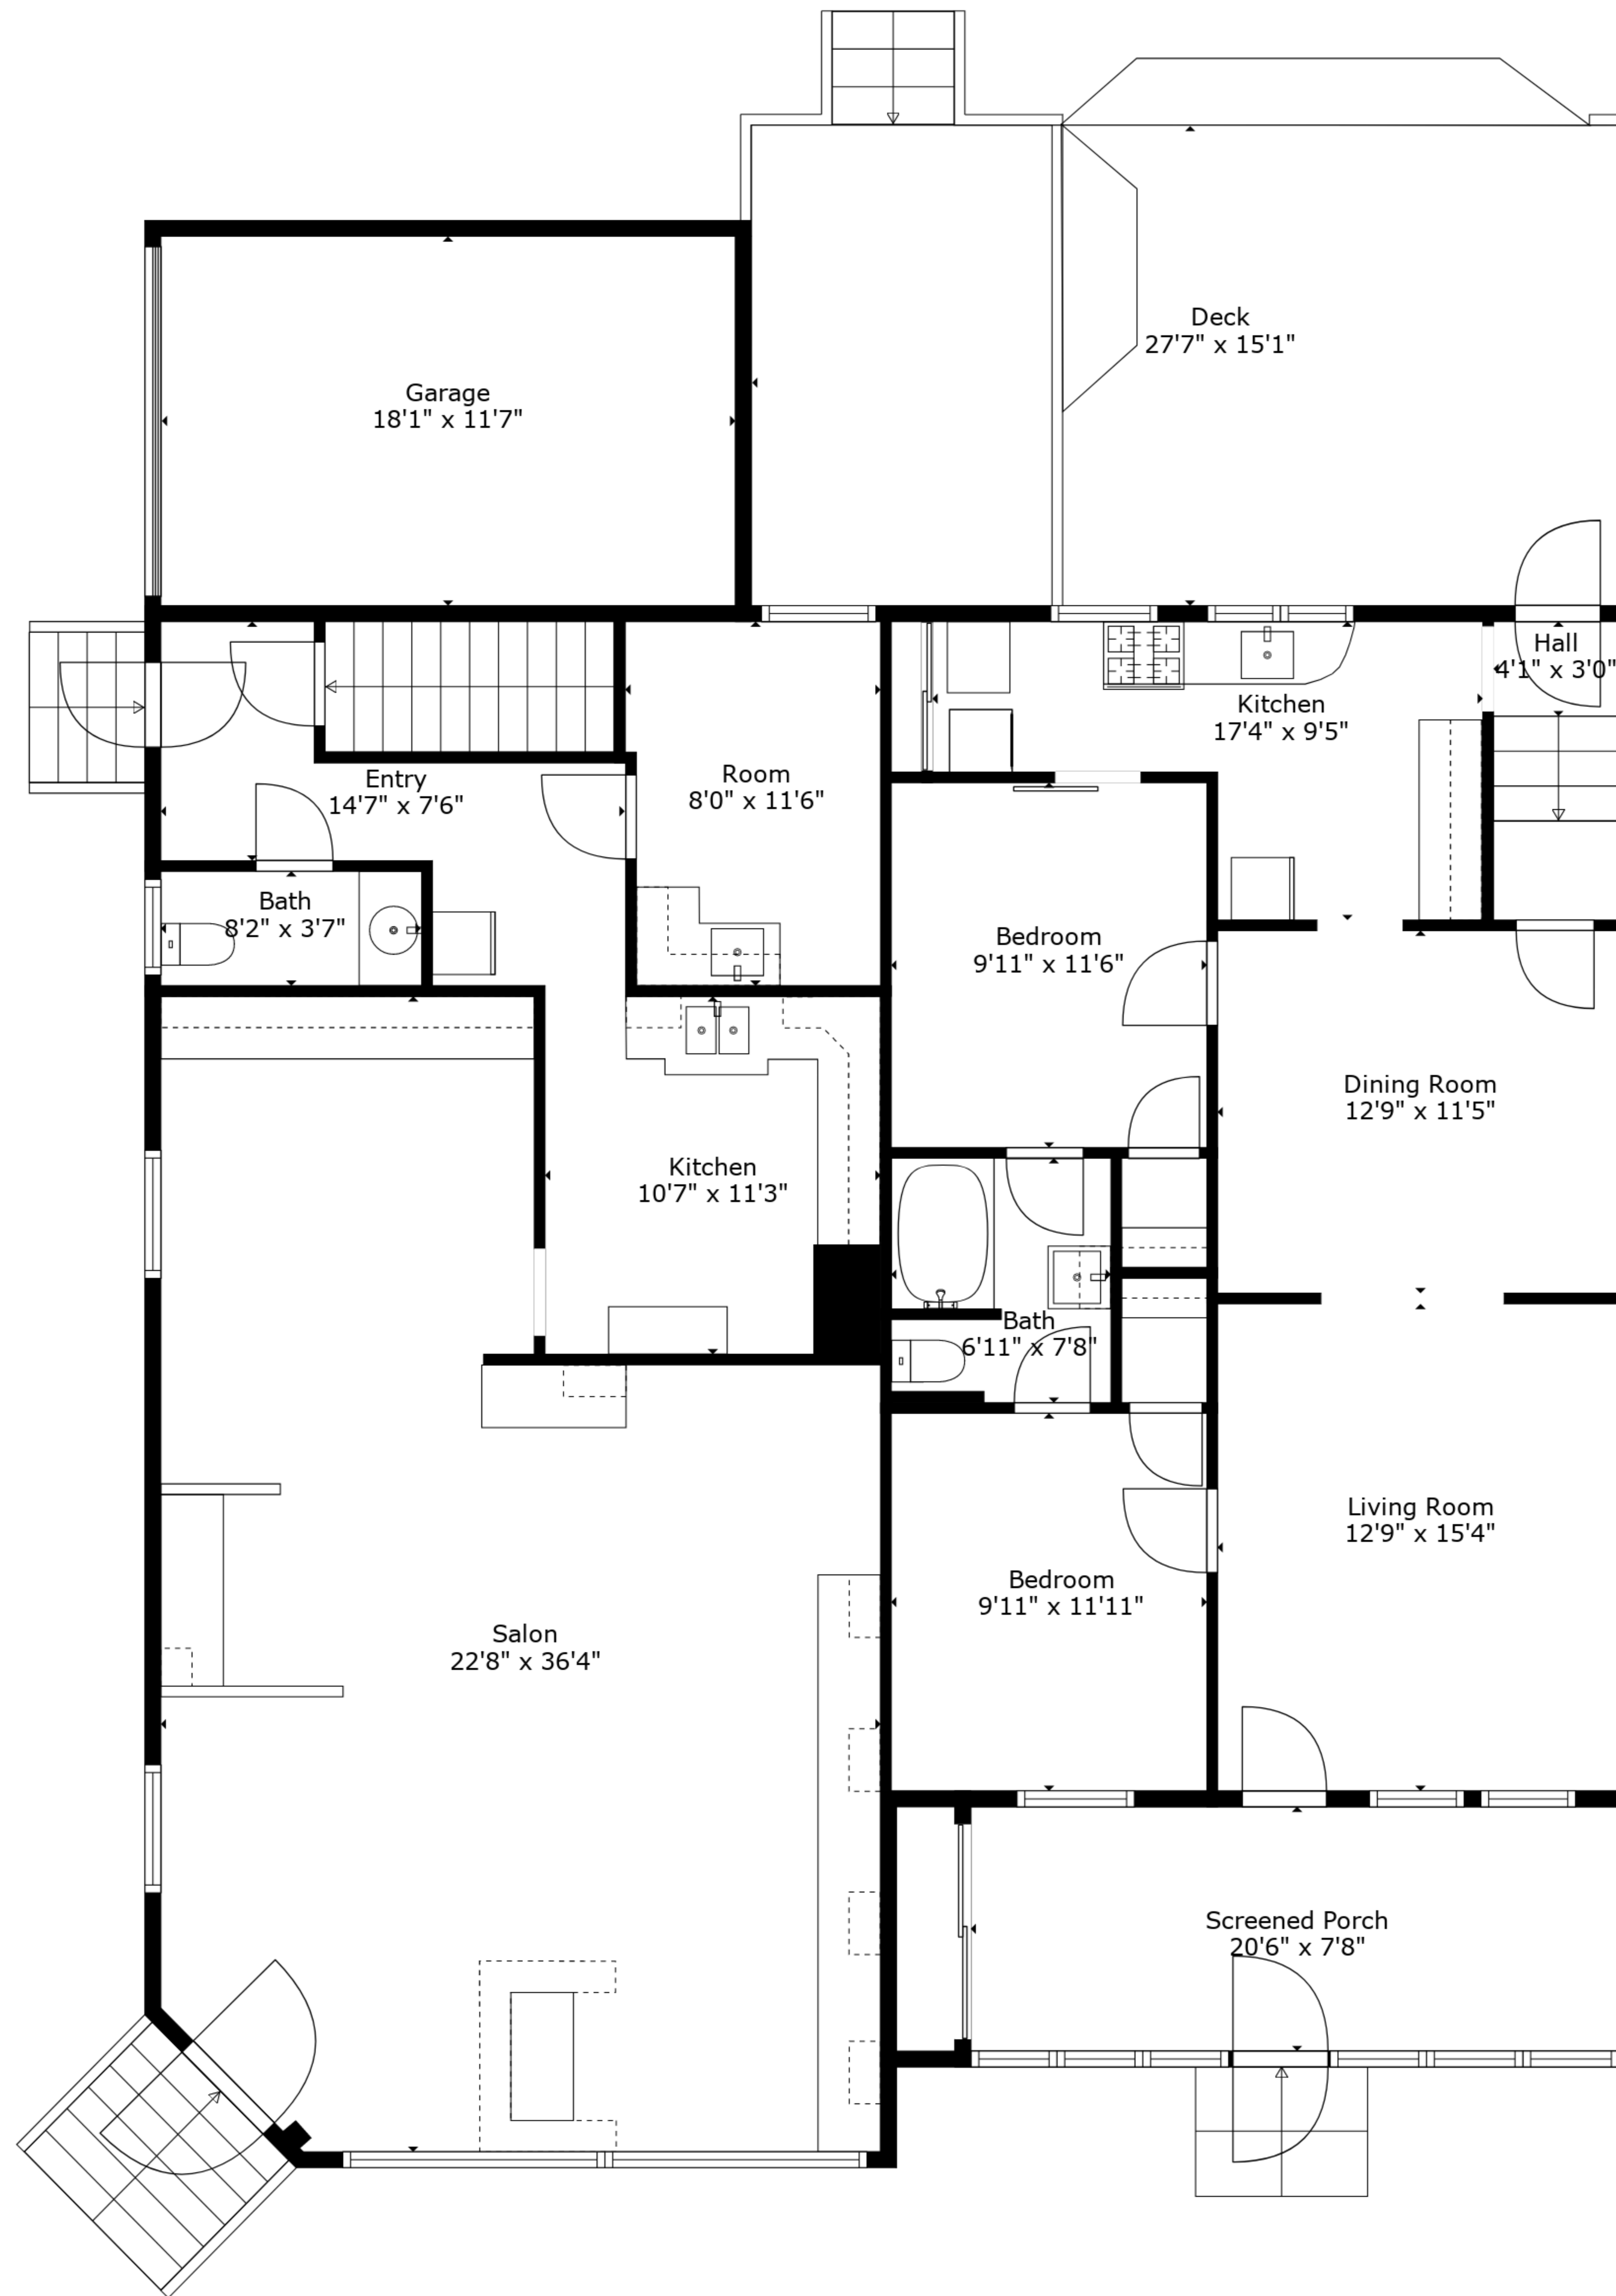 Deck
27'7" x 15'1"
Garage
18'1" x 11'7"
Hall
4'1" x 3'0"
Kitchen
17'4" x 9'5"
Entry
14'7" x 7'6"
Room
8'0" x 11'6"
Bath
8'2" x 3'7"
Bedroom
9'11" x 11'6"
Dining Room
12'9" x 11'5"
Kitchen
10'7" x 11'3"
Bath
6'11" x 7'8"
Living Room
12'9" x 15'4"
Bedroom
9'11" x 11'11"
Salon
22'8" x 36'4"
Screened Porch
20'6" x 7'8"